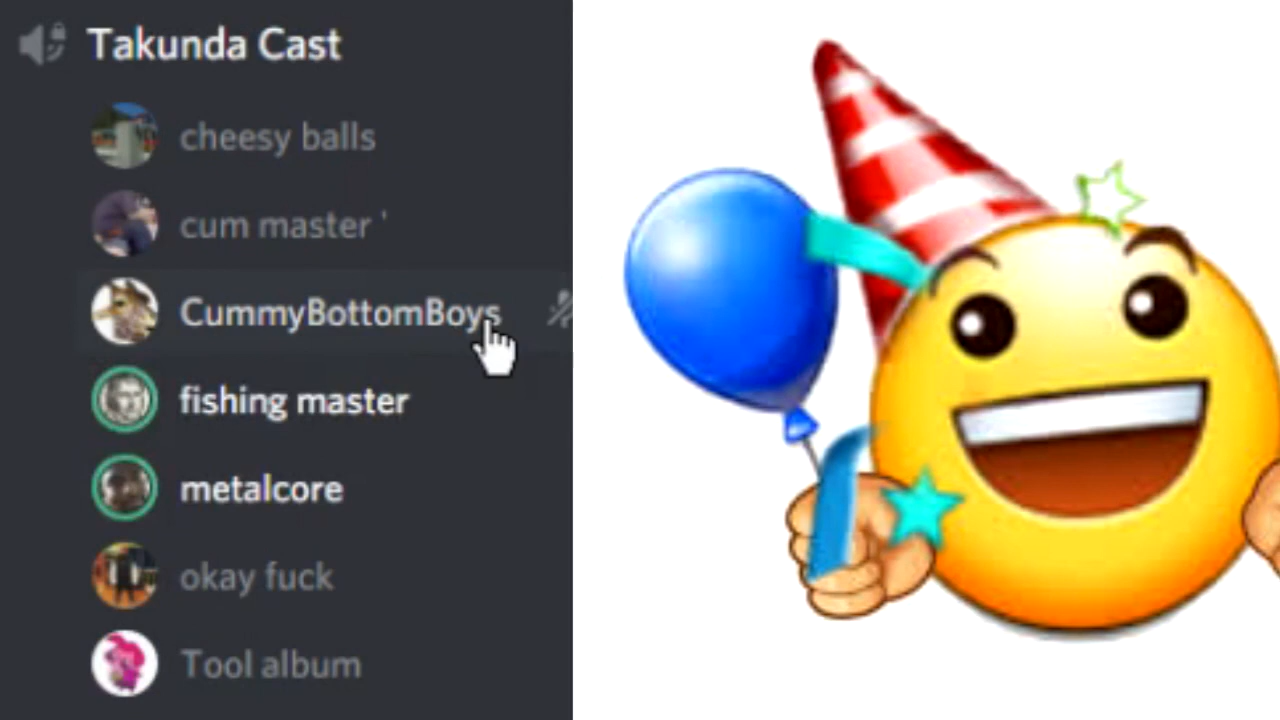 Takunda Cast
cheesy balls
cum master '
CummyBottomBoys
fishing master
metalcore
okay fuck
Tool album